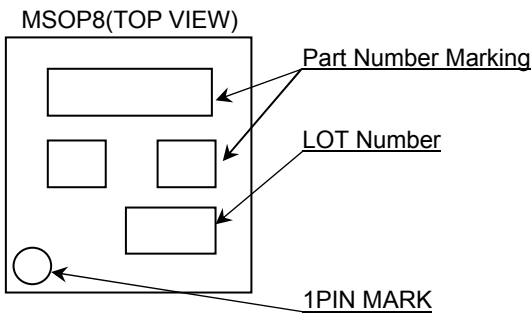 MSOP8(TOP VIEW)
Part Number Marking
LOT Number
1PIN MARK